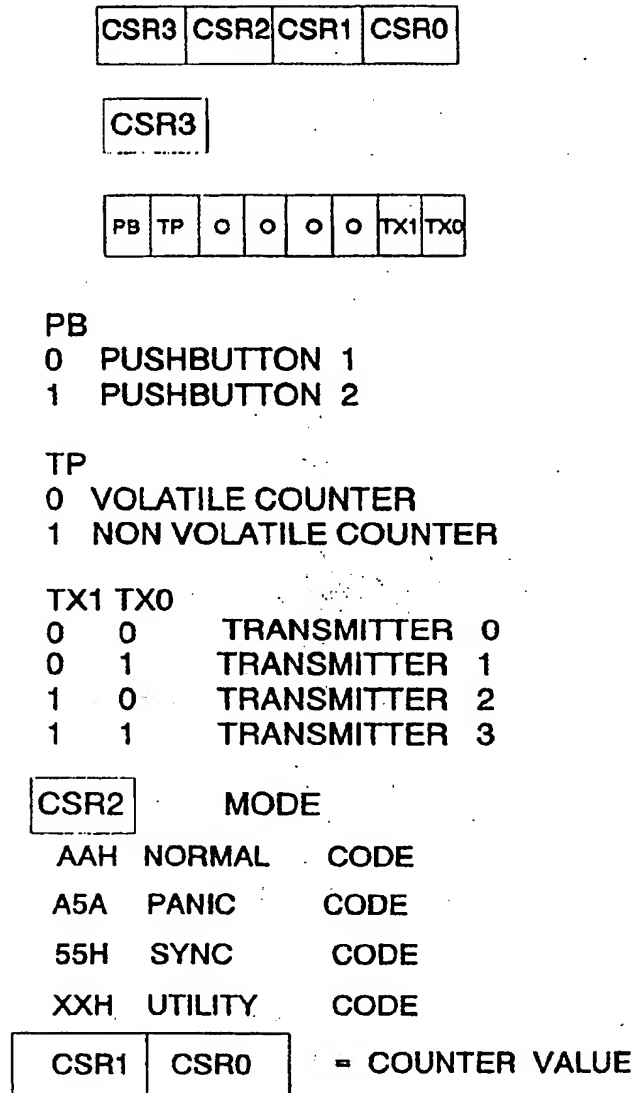 CSR3 CSR2 CSR1 CSR0
CSR3
PB TP O O O O TX1 TX0
PB
0 PUSHBUTTON 1
1 PUSHBUTTON 2
TP
0 VOLATILE COUNTER
1 NON VOLATILE COUNTER
TX1 TX0
0 0 TRANSMITTER 0
0 1 TRANSMITTER 1
1 0 TRANSMITTER 2
1 1 TRANSMITTER 3
CSR2 MODE
AAH NORMAL CODE
A5A PANIC CODE
55H SYNC CODE
XXH UTILITY CODE
CSR1 CSR0 = COUNTER VALUE